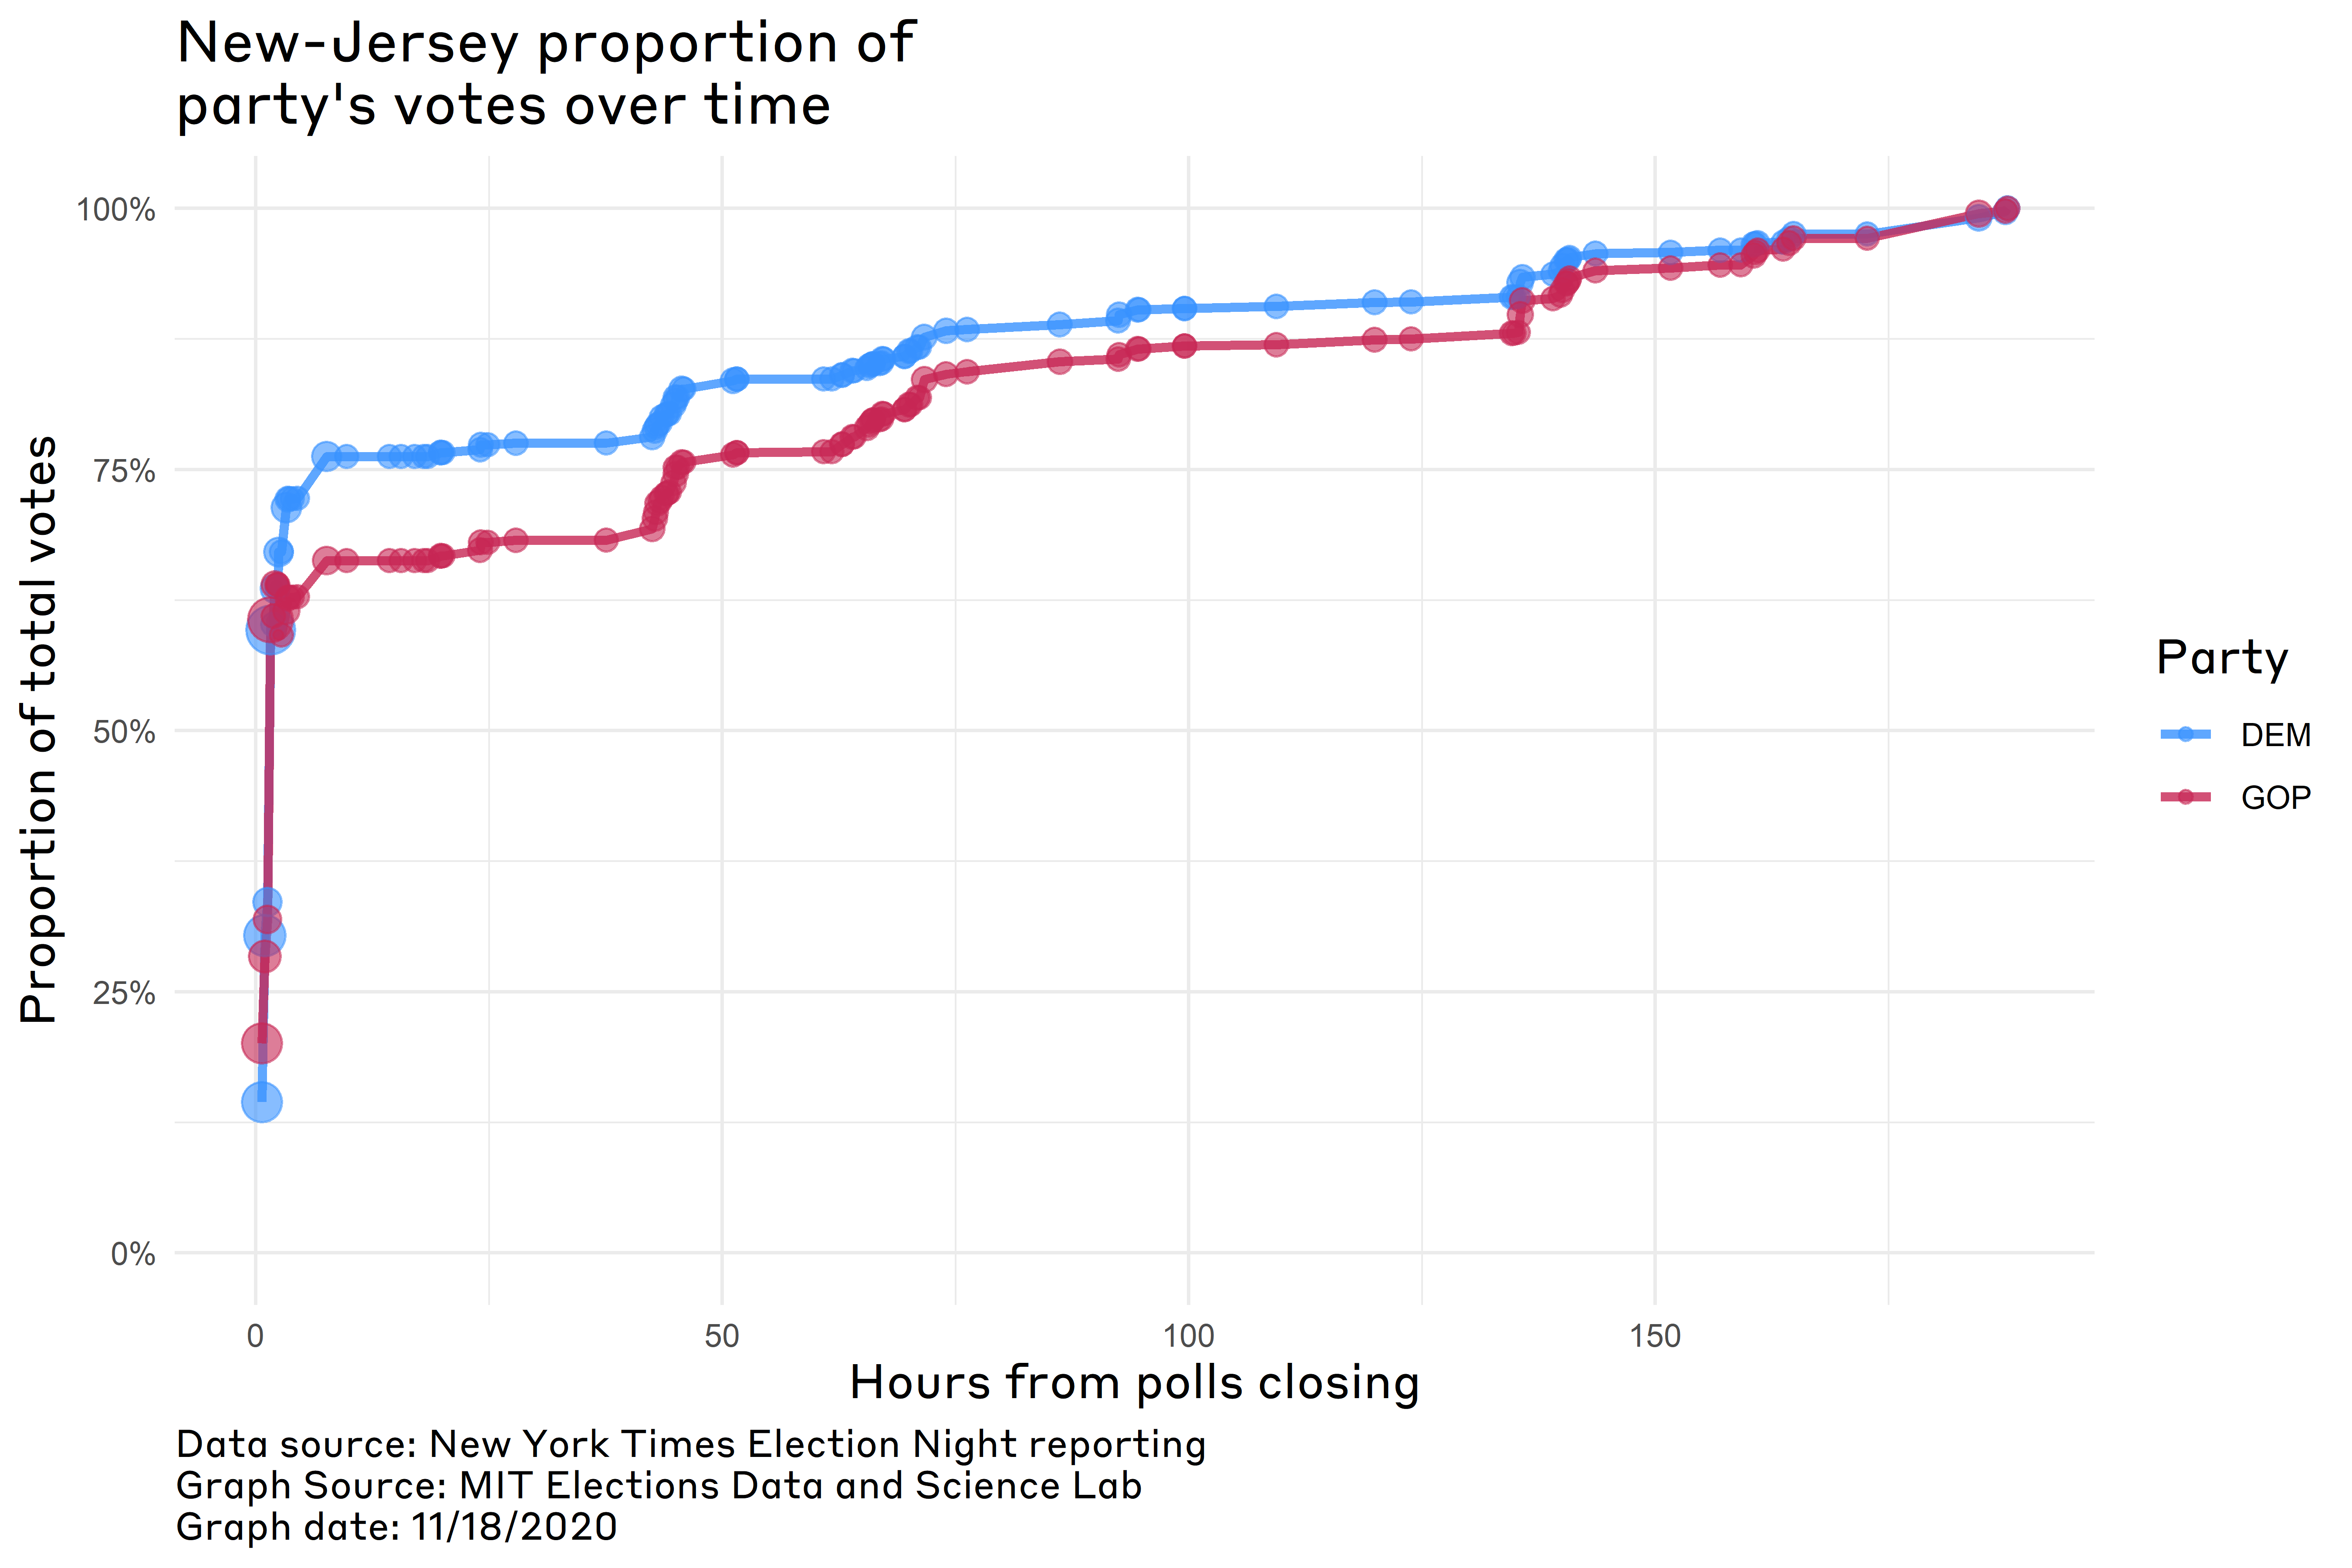 New-Jersey proportion of
party's votes over time
Proportion of total votes
100%
75%
50%
25%
0%
0
50
100
150
Hours from polls closing
Party
DEM
GOP
Data source: New York Times Election Night reporting
Graph Source: MIT Elections Data and Science Lab
Graph date: 11/18/2020